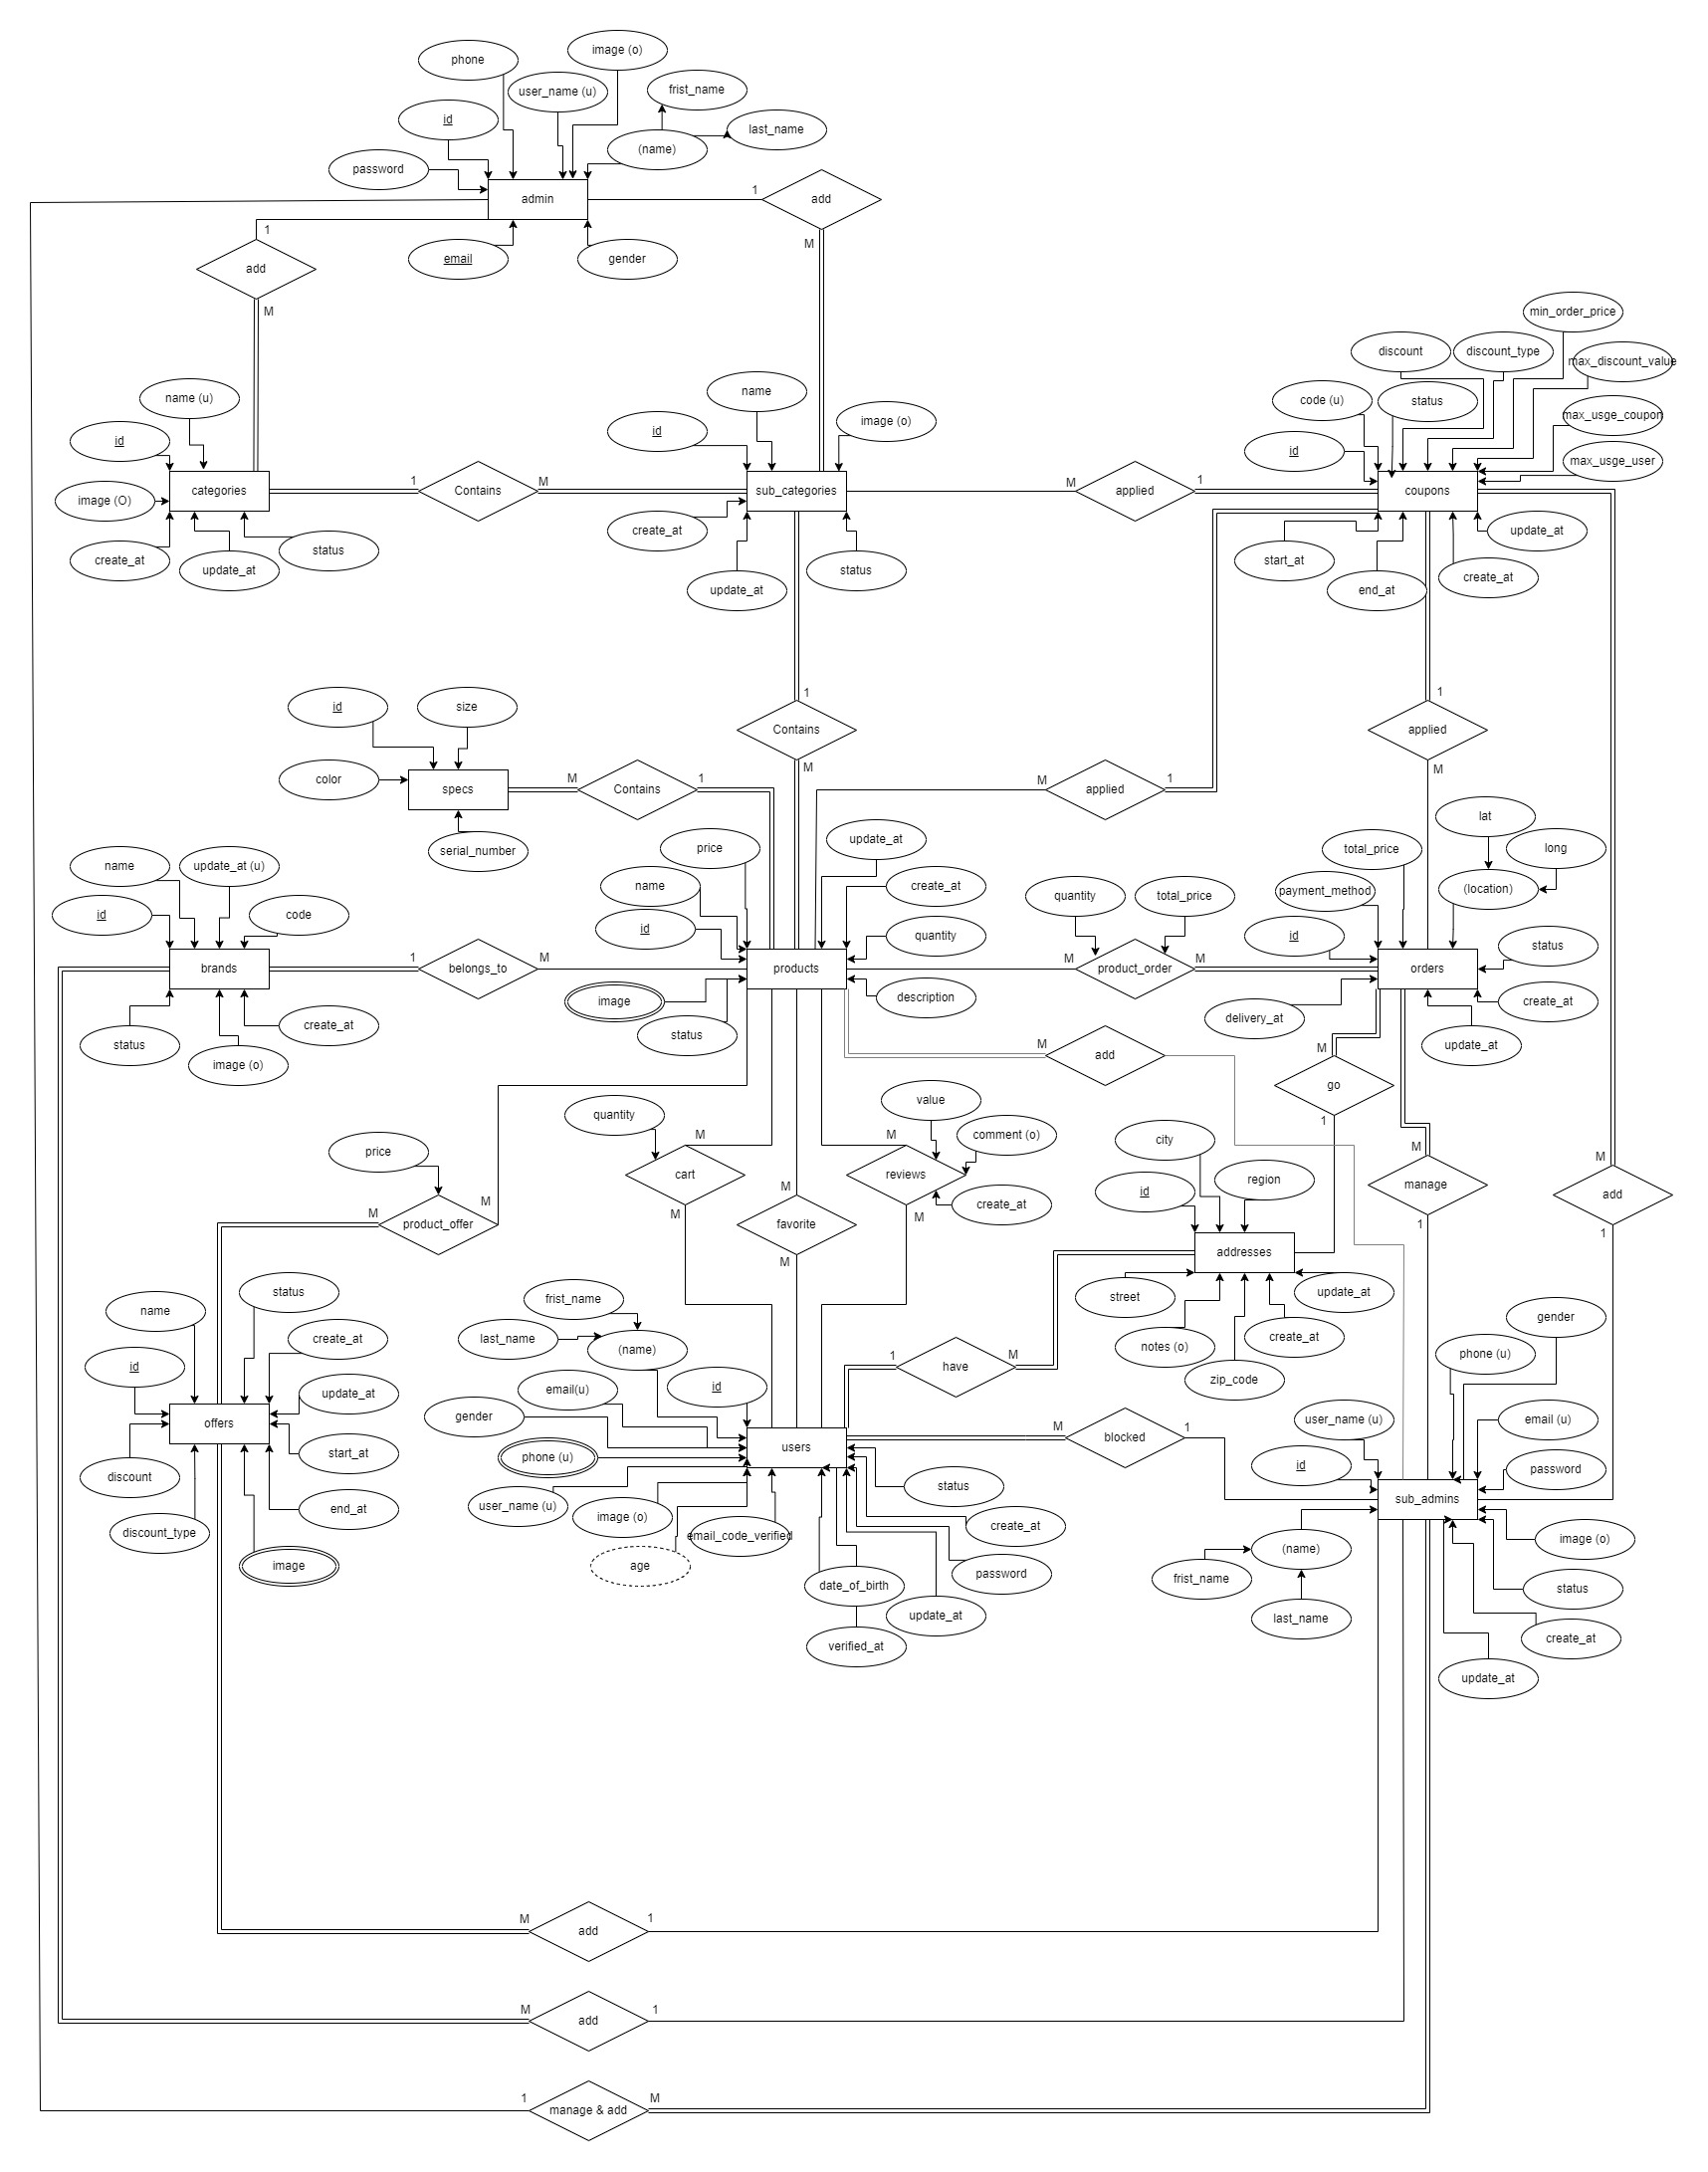 phone
image (o)
user_name (u)
frist_name
id
last_name
(name)
password
admin
1
add
email
gender
M
1
add
M
min_order_price
discount
discount_type
max_discount_value
name (u)
name
code (u)
status
max_usge_coupon
id
id
image (o)
id
max_usge_user
image (O)
categories
1
Contains
M
sub_categories
M
applied
1
coupons
create_at
update_at
status
create_at
update_at
status
start_at
end_at
create_at
update_at
1
Contains
M
1
applied
M
id
size
color
specs
M
Contains
1
M
applied
1
serial_number
lat
long
total_price
(location)
payment_method
id
name
update_at (u)
id
code
price
update_at
name
create_at
id
quantity
quantity
total_price
status
brands
1
belongs_to
M
products
M
product_order
M
orders
image
description
status
delivery_at
create_at
update_at
status
create_at
image (o)
M
add
M
go
1
quantity
value
comment (o)
create_at
M
cart
M
M
favorite
M
M
reviews
M
city
id
region
M
manage
1
M
add
1
price
M
product_offer
M
addresses
street
update_at
notes (o)
create_at
zip_code
name
status
create_at
id
update_at
offers
start_at
discount
end_at
discount_type
image
frist_name
last_name
(name)
email(u)
id
gender
phone (u)
users
1
have
M
M
blocked
1
user_name (u)
image (o)
email_code_verified
age
status
create_at
password
date_of_birth
update_at
verified_at
gender
phone (u)
user_name (u)
email (u)
id
password
sub_admins
(name)
image (o)
frist_name
status
last_name
create_at
update_at
M
add
1
M
add
1
1
manage & add
M